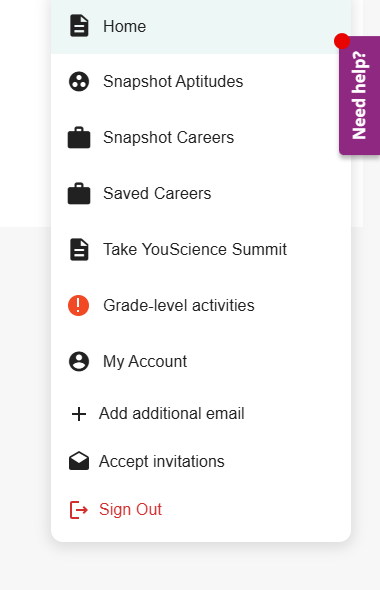 Home
Need help?
Snapshot Aptitudes
Snapshot Careers
Saved Careers
Take YouScience Summit
Grade-level activities
My Account
Add additional email
Accept invitations
Sign Out